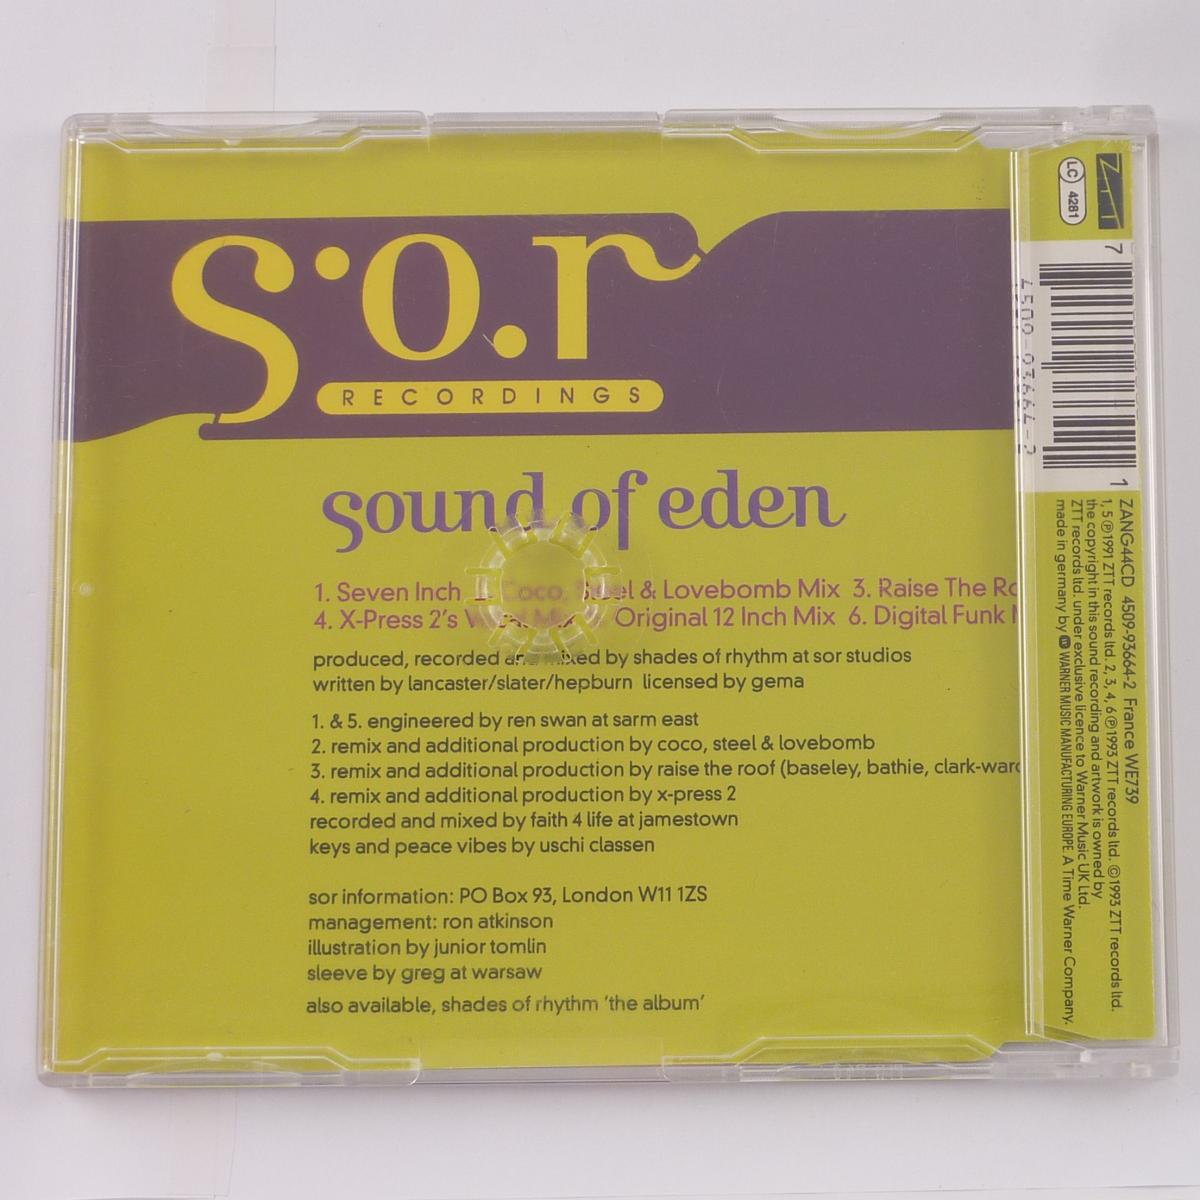 s.o.r
RECORDINGS
sound of eden
1. Seven Inch Coco, Steel & Lovebomb Mix 3. Raise The
4. X-Press 2's Original 12 Inch Mix 6. Digital Funk
produced, recorded and mixed by shades of rhythm at sor studios
written by lancaster/slater/hepburn licensed by gema
1. & 5. engineered by ren swan at sarm east
2. remix and additional production by coco, steel & lovebomb
3. remix and additional production by raise the roof (baseley, bathie,
4. remix and additional production by x-press 2
recorded and mixed by faith 4 life at jamestown
keys and peace vibes by uschi classen
sor information: PO Box 93, London W11 1ZS
management: ron atkinson
illustration by junior tomlin
sleeve by greg at warsaw
also available, shades of rhythm 'the album'
ZTT
LC 4281
7
1
ZANG44CD 4509-93664-2 France WE739
1, 5 ℗1991 ZTT records ltd. 2, 3, 4, 6 ℗1993 ZTT records ltd. ©1993 ZTT records ltd.
the copyright in this sound recording and artwork is owned by
ZTT records ltd. under exclusive licence to Warner Music UK Ltd.
made in germany by WARNER MUSIC MANUFACTURING EUROPE. A Time Warner Company.